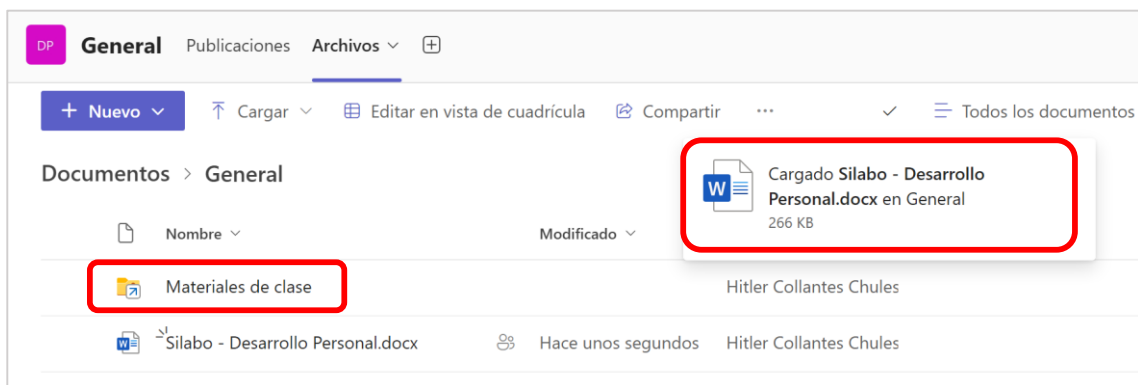 DP General Publicaciones Archivos
+ Nuevo Cargar Editar en vista de cuadrícula Compartir ... Todos los documentos
Documentos > General
Cargado Silabo - Desarrollo
Personal.docx en General
266 KB
Nombre Modificado
Materiales de clase Hitler Collantes Chules
Silabo - Desarrollo Personal.docx Hace unos segundos Hitler Collantes Chules